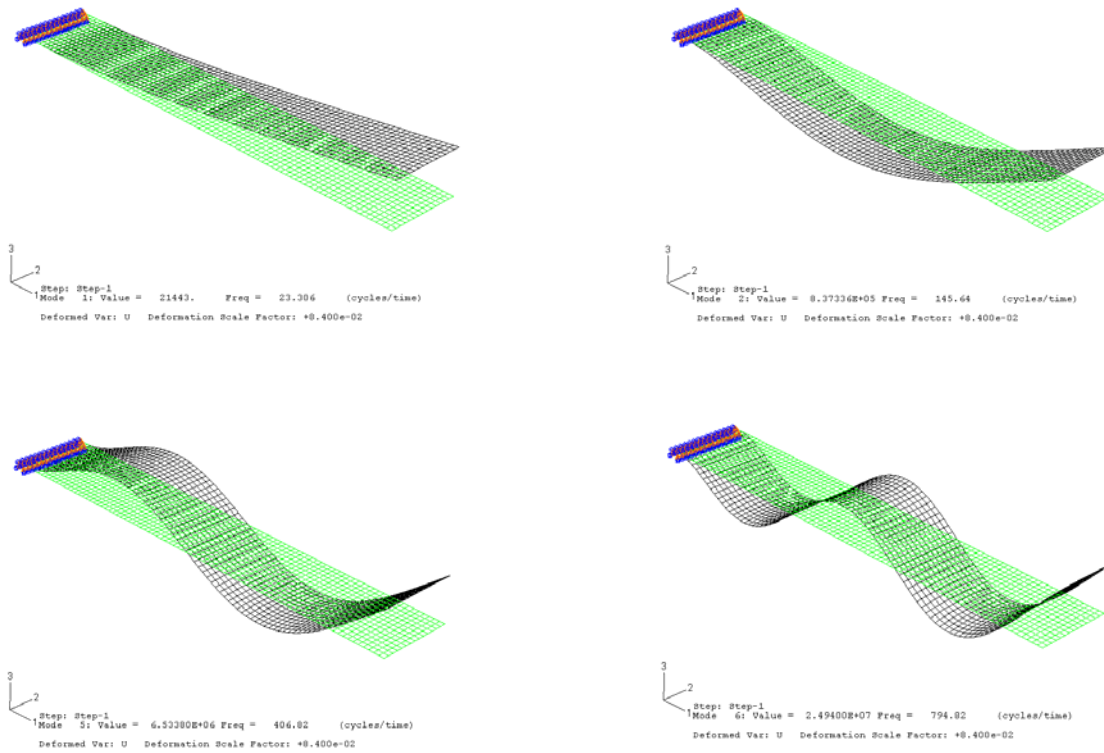 3
2
1
Step: Step-1
Mode 1: Value = 21443. Freq = 23.306 (cycles/time)
Deformed Var: U Deformation Scale Factor: +8.400e-02
3
2
1
Step: Step-1
Mode 2: Value = 8.37336E+05 Freq = 145.64 (cycles/time)
Deformed Var: U Deformation Scale Factor: +8.400e-02
3
2
1
Step: Step-1
Mode 5: Value = 6.53380E+06 Freq = 406.82 (cycles/time)
Deformed Var: U Deformation Scale Factor: +8.400e-02
3
2
1
Step: Step-1
Mode 6: Value = 2.49400E+07 Freq = 794.82 (cycles/time)
Deformed Var: U Deformation Scale Factor: +8.400e-02